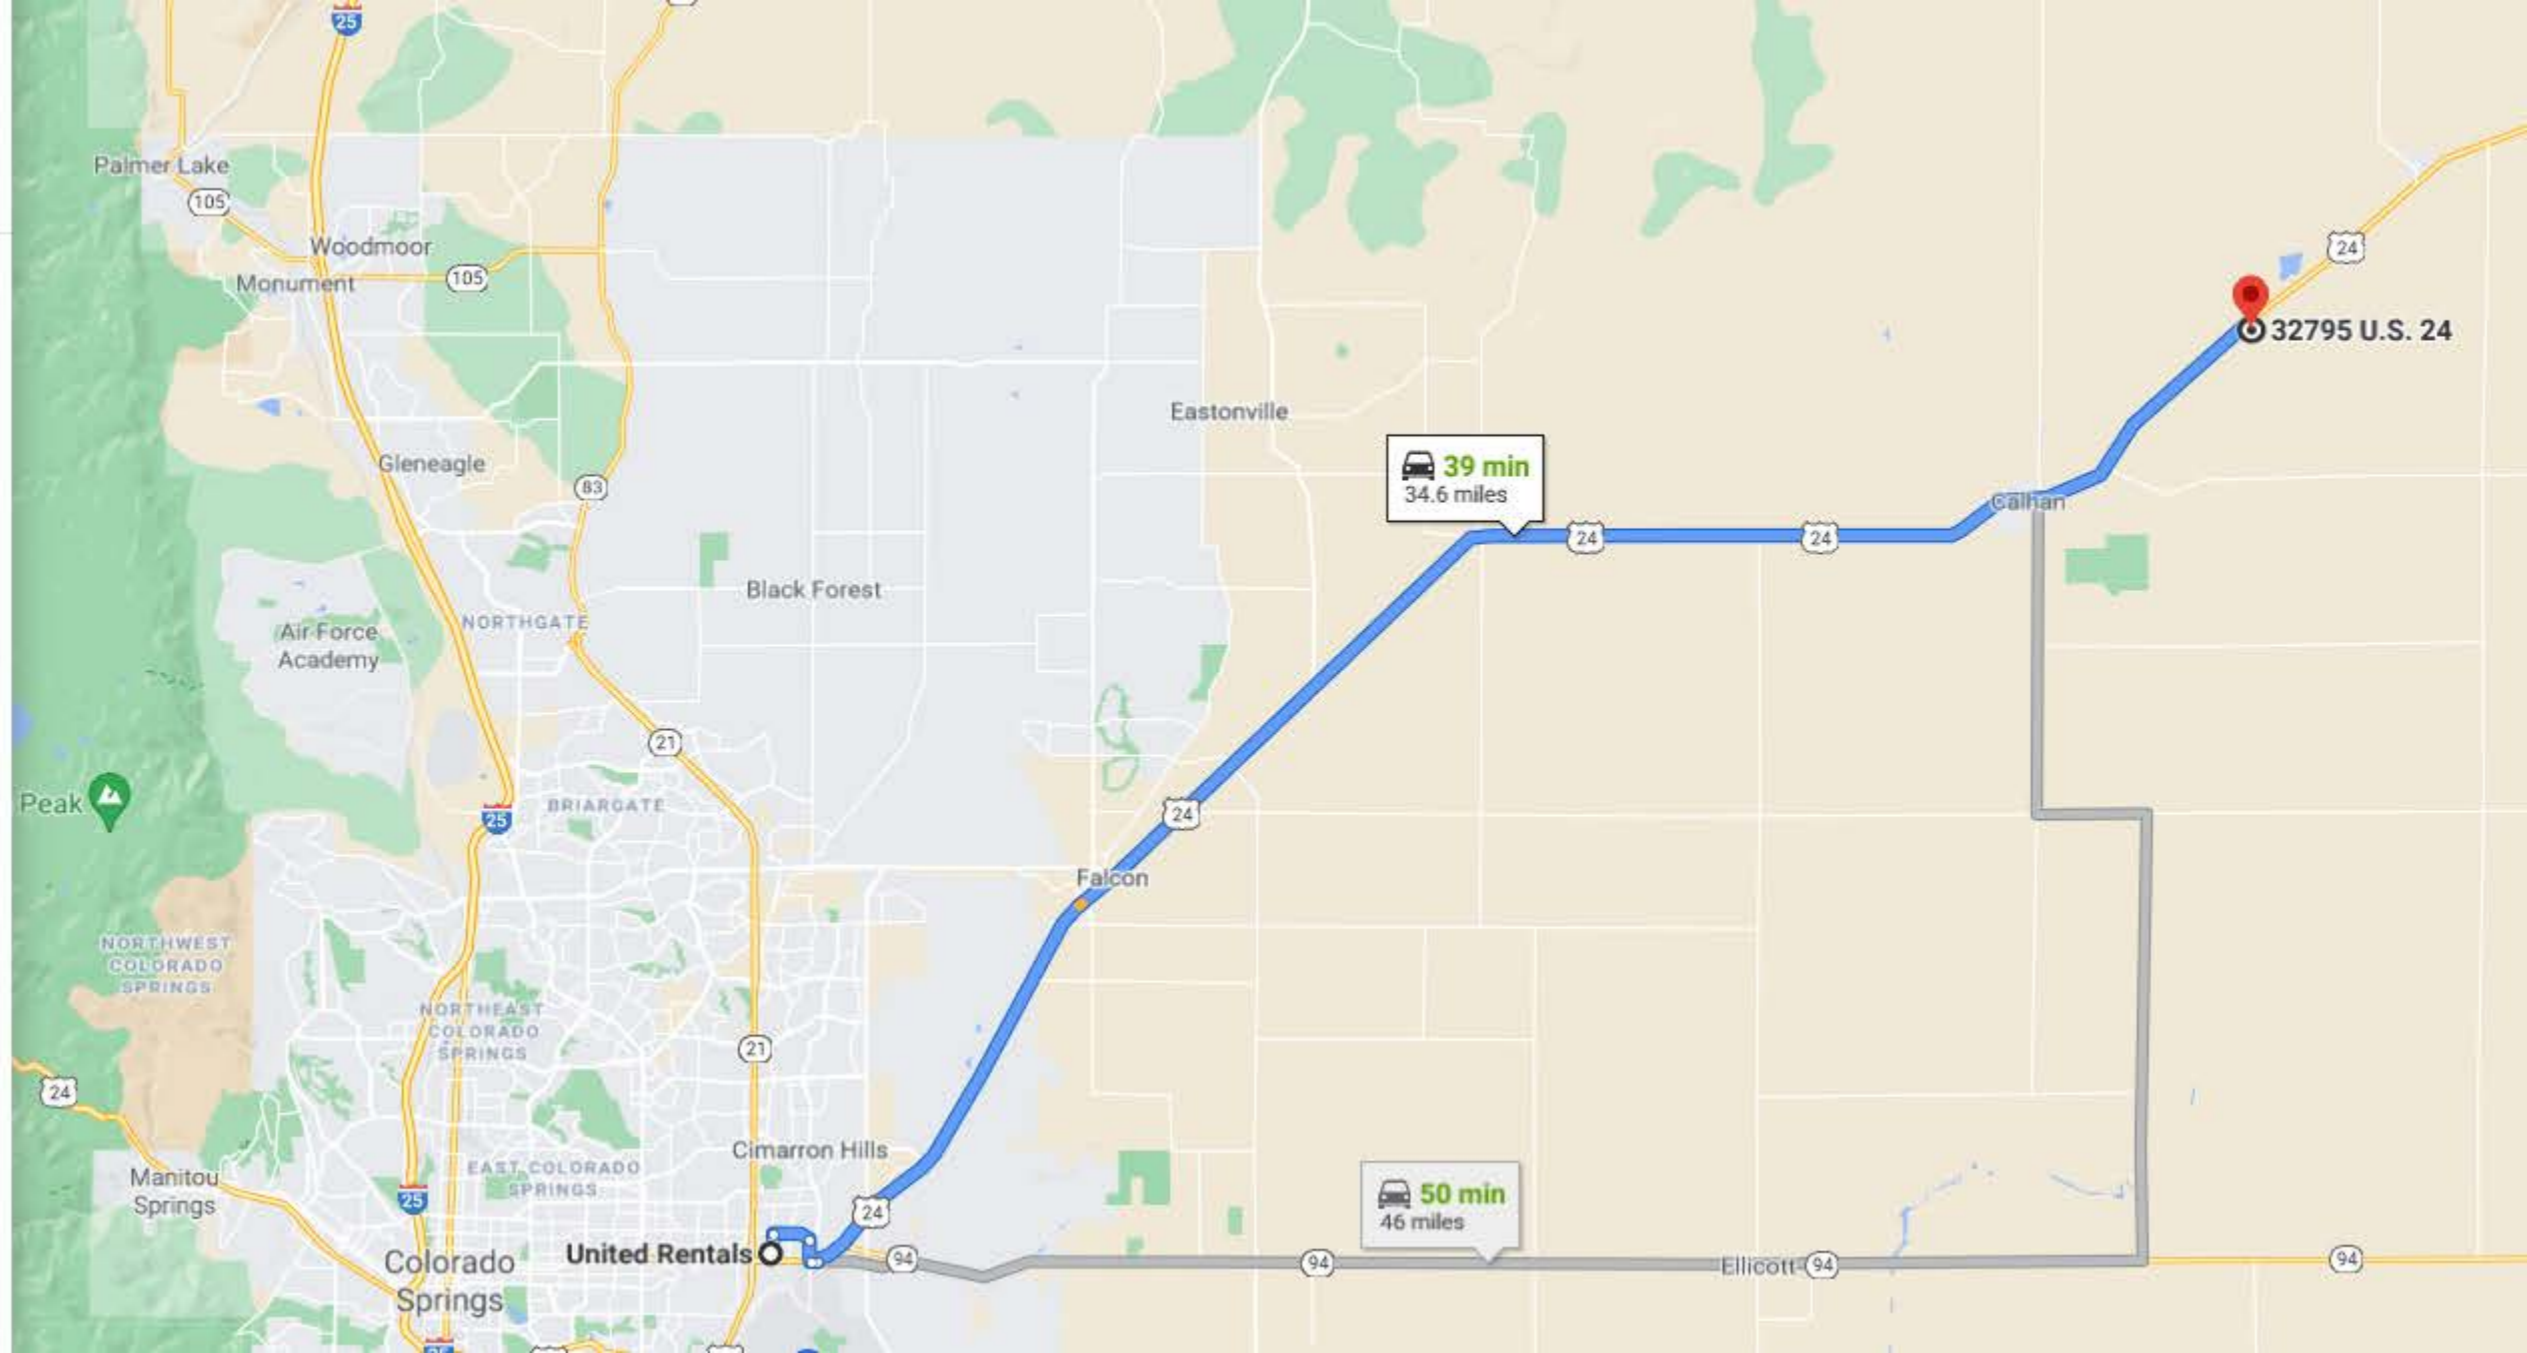 25
Palmer Lake
105
Woodmoor
Monument
105
24
32795 U.S. 24
Eastonville
39 min
34.6 miles
Gleneagle
83
Calhan
24
24
Black Forest
NORTHGATE
Air Force
Academy
21
Peak
25
BRIARGATE
24
Falcon
NORTHWEST
COLORADO
SPRINGS
NORTHEAST
COLORADO
SPRINGS
21
24
Cimarron Hills
EAST COLORADO
SPRINGS
Manitou
Springs
25
24
50 min
46 miles
United Rentals
94
94
Ellicott
94
94
Colorado
Springs
25